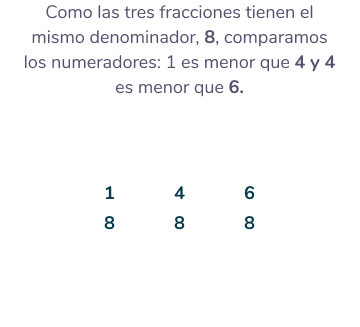 Como las tres fracciones tienen el
mismo denominador, 8, comparamos
los numeradores: 1 es menor que 4 y 4
es menor que 6.
1 4 6
8 8 8